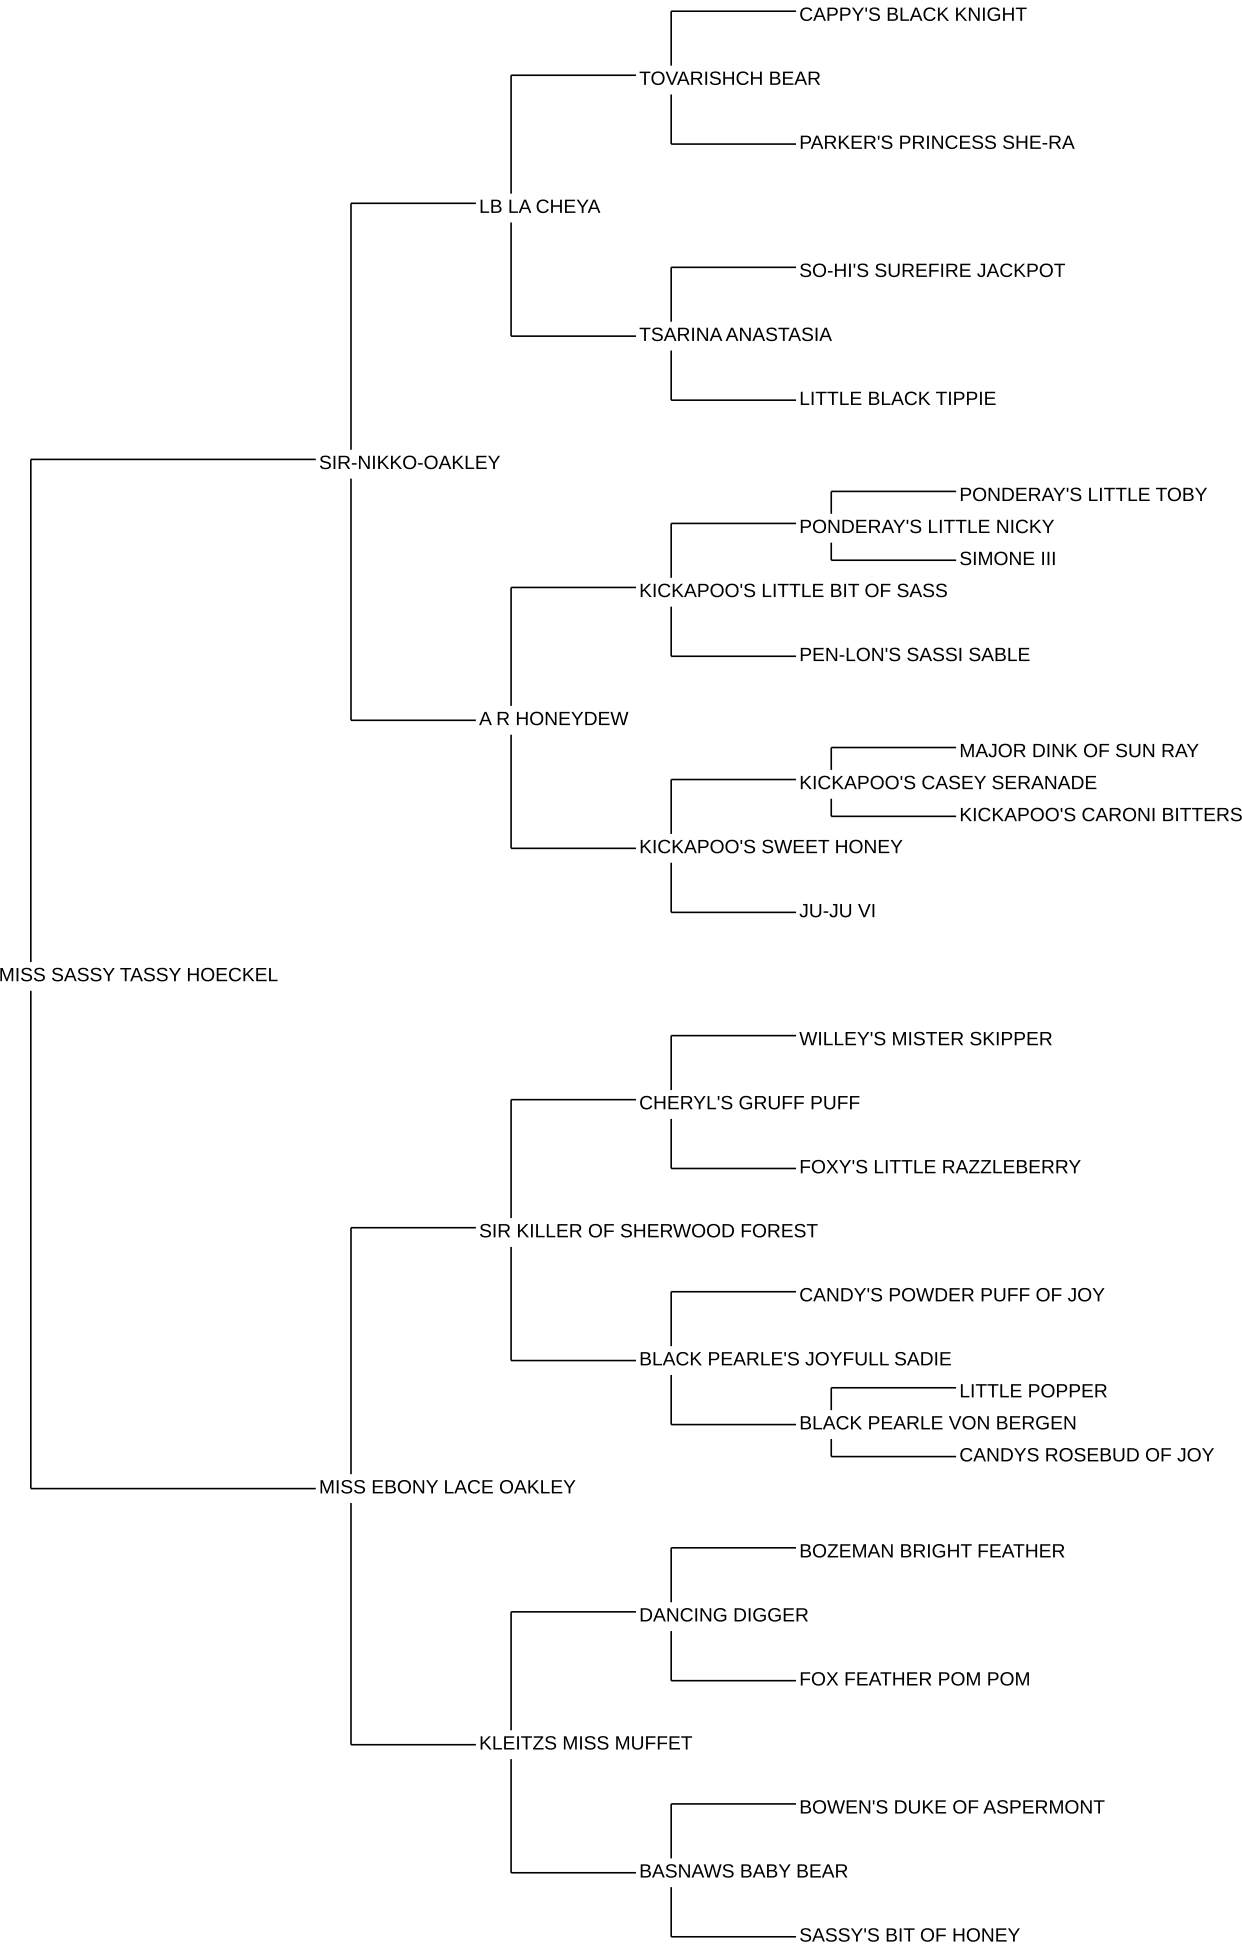 CAPPY'S BLACK KNIGHT
TOVARISHCH BEAR
PARKER'S PRINCESS SHE-RA
LB LA CHEYA
SO-HI'S SUREFIRE JACKPOT
TSARINA ANASTASIA
LITTLE BLACK TIPPIE
SIR-NIKKO-OAKLEY
PONDERAY'S LITTLE TOBY
PONDERAY'S LITTLE NICKY
SIMONE III
KICKAPOO'S LITTLE BIT OF SASS
PEN-LON'S SASSI SABLE
A R HONEYDEW
MAJOR DINK OF SUN RAY
KICKAPOO'S CASEY SERANADE
KICKAPOO'S CARONI BITTERS
KICKAPOO'S SWEET HONEY
JU-JU VI
MISS SASSY TASSY HOECKEL
WILLEY'S MISTER SKIPPER
CHERYL'S GRUFF PUFF
FOXY'S LITTLE RAZZLEBERRY
SIR KILLER OF SHERWOOD FOREST
CANDY'S POWDER PUFF OF JOY
BLACK PEARLE'S JOYFULL SADIE
LITTLE POPPER
BLACK PEARLE VON BERGEN
CANDYS ROSEBUD OF JOY
MISS EBONY LACE OAKLEY
BOZEMAN BRIGHT FEATHER
DANCING DIGGER
FOX FEATHER POM POM
KLEITZS MISS MUFFET
BOWEN'S DUKE OF ASPERMONT
BASNAWS BABY BEAR
SASSY'S BIT OF HONEY